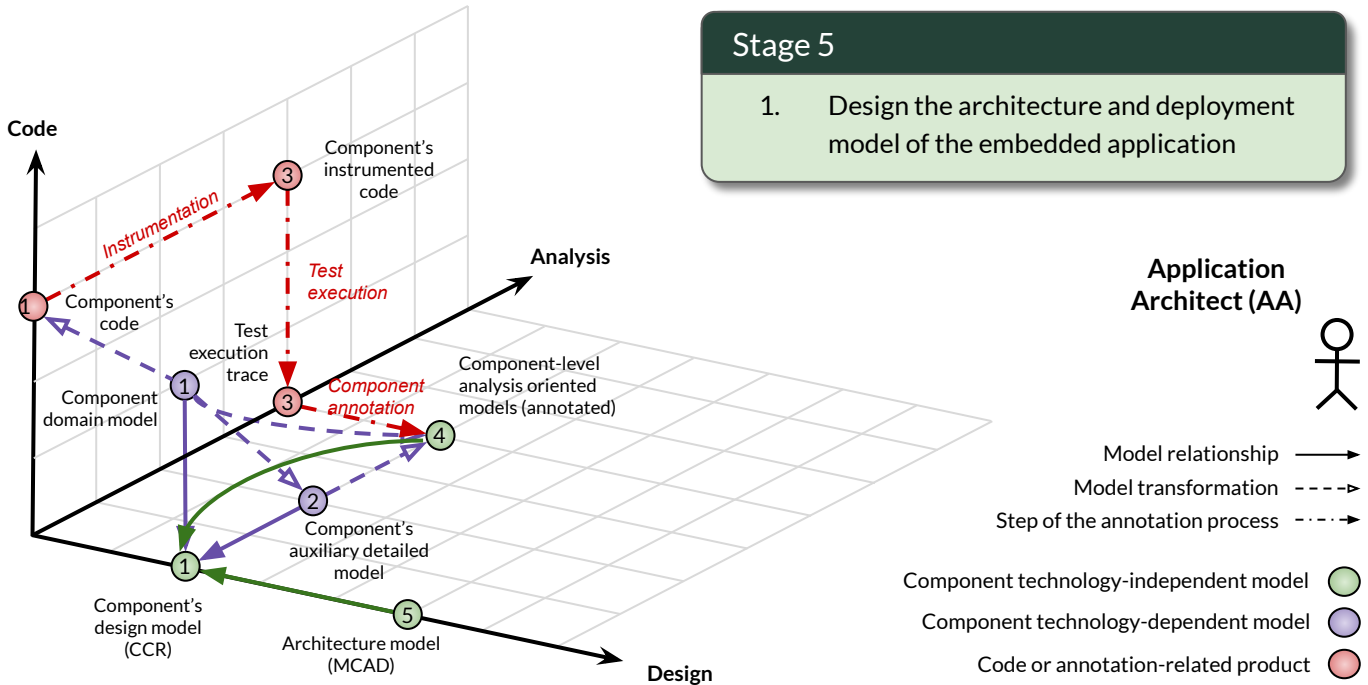 Stage 5
1. Design the architecture and deployment
model of the embedded application
Code
Component’s
instrumented
code
3
Instrumentation
Analysis
Test
execution
Application
Architect (AA)
1
Component’s
code
Test
execution
trace
1
Component
domain model
3
Component
annotation
Component-level
analysis oriented
models (annotated)
4
2
Component’s
auxiliary detailed
model
1
Component’s
design model
(CCR)
5
Architecture model
(MCAD)
Design
Model relationship
Model transformation
Step of the annotation process
Component technology-independent model
Component technology-dependent model
Code or annotation-related product